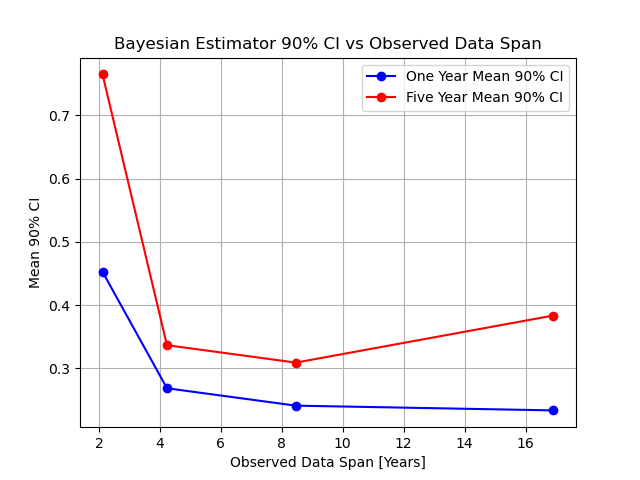 Bayesian Estimator 90% CI vs Observed Data Span
One Year Mean 90% CI
Five Year Mean 90% CI
Mean 90% CI
0.7
0.6
0.5
0.4
0.3
2 4 6 8 10 12 14 16
Observed Data Span [Years]